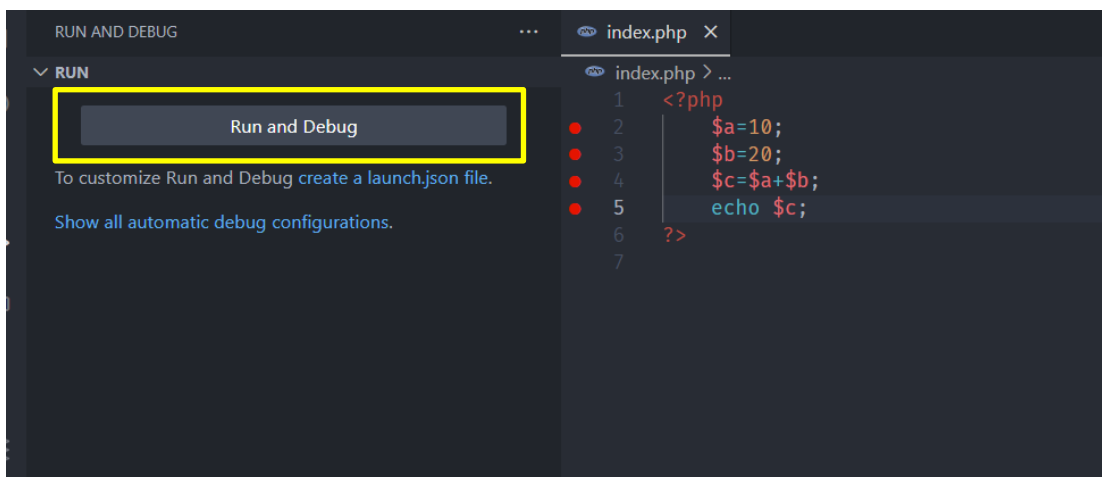 RUN AND DEBUG ...
RUN
Run and Debug
To customize Run and Debug create a launch.json file.
Show all automatic debug configurations.
index.php ×
index.php > ...
1 <?php
2 $a=10;
3 $b=20;
4 $c=$a+$b;
5 echo $c;
6 ?>
7